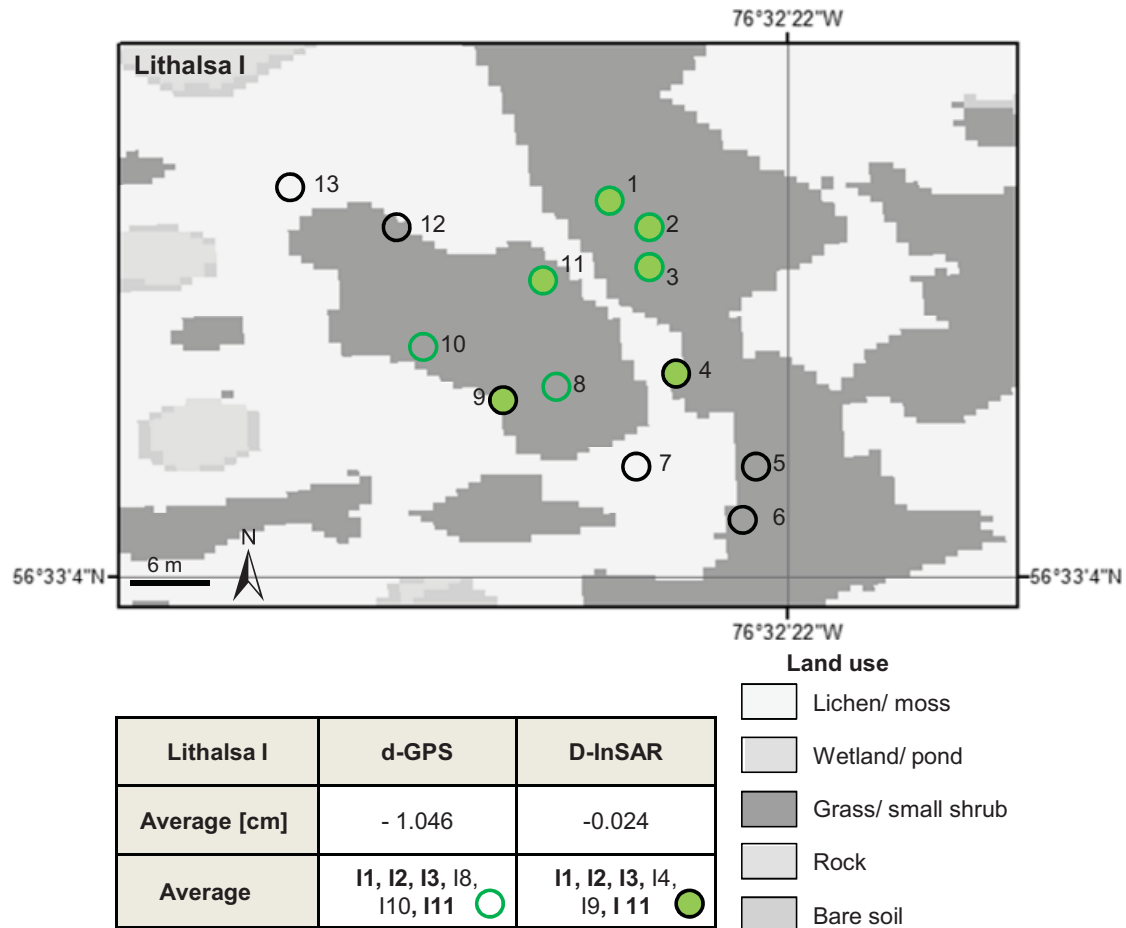 76°32'22"W
Lithalsa I
13
1
12
2
11
3
10
4
8
9
7
5
6
N
6 m
56°33'4"N
56°33'4"N
76°32'22"W
Land use
Lichen/ moss
Wetland/ pond
Grass/ small shrub
Rock
Bare soil
Lithalsa I d-GPS D-InSAR
Average [cm] - 1.046 -0.024
Average I1, I2, I3, I8, I10, I11 I1, I2, I3, I4, I9, I 11